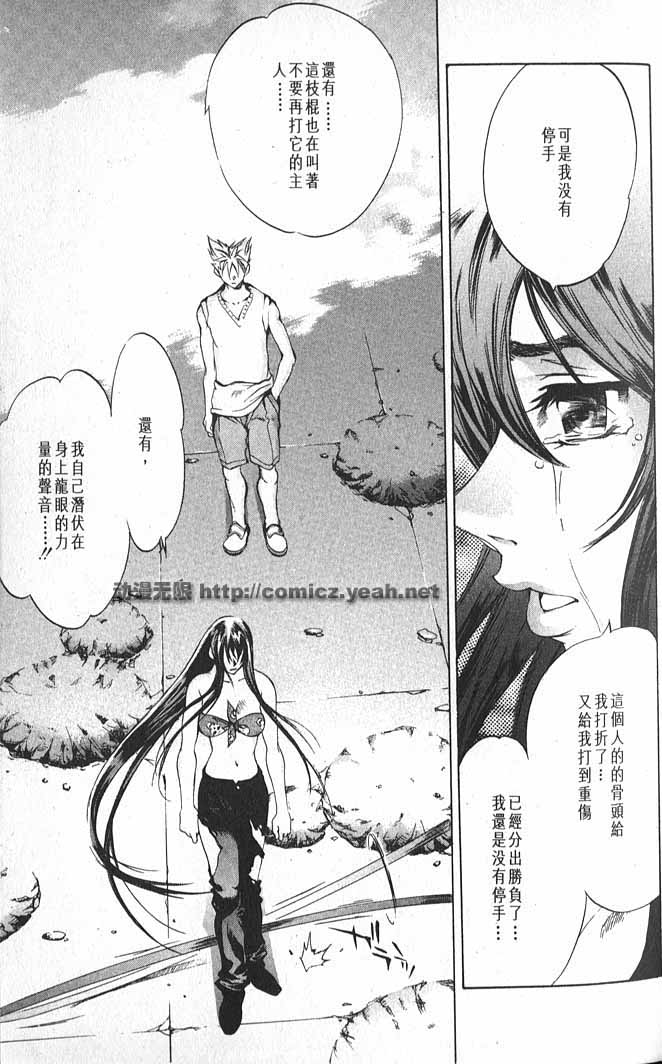 可是我没有
停手
這個人的的骨頭給
我打折了…
又給我打到重傷
已經分出勝負了…
我還是没有停手…
還有……
這枝棍也在叫著
不要再打它的主
人……
還有，
我自己潛伏在
身上龍眼的力
量的聲音……!!
动漫无限 http://comicz.yeah.net